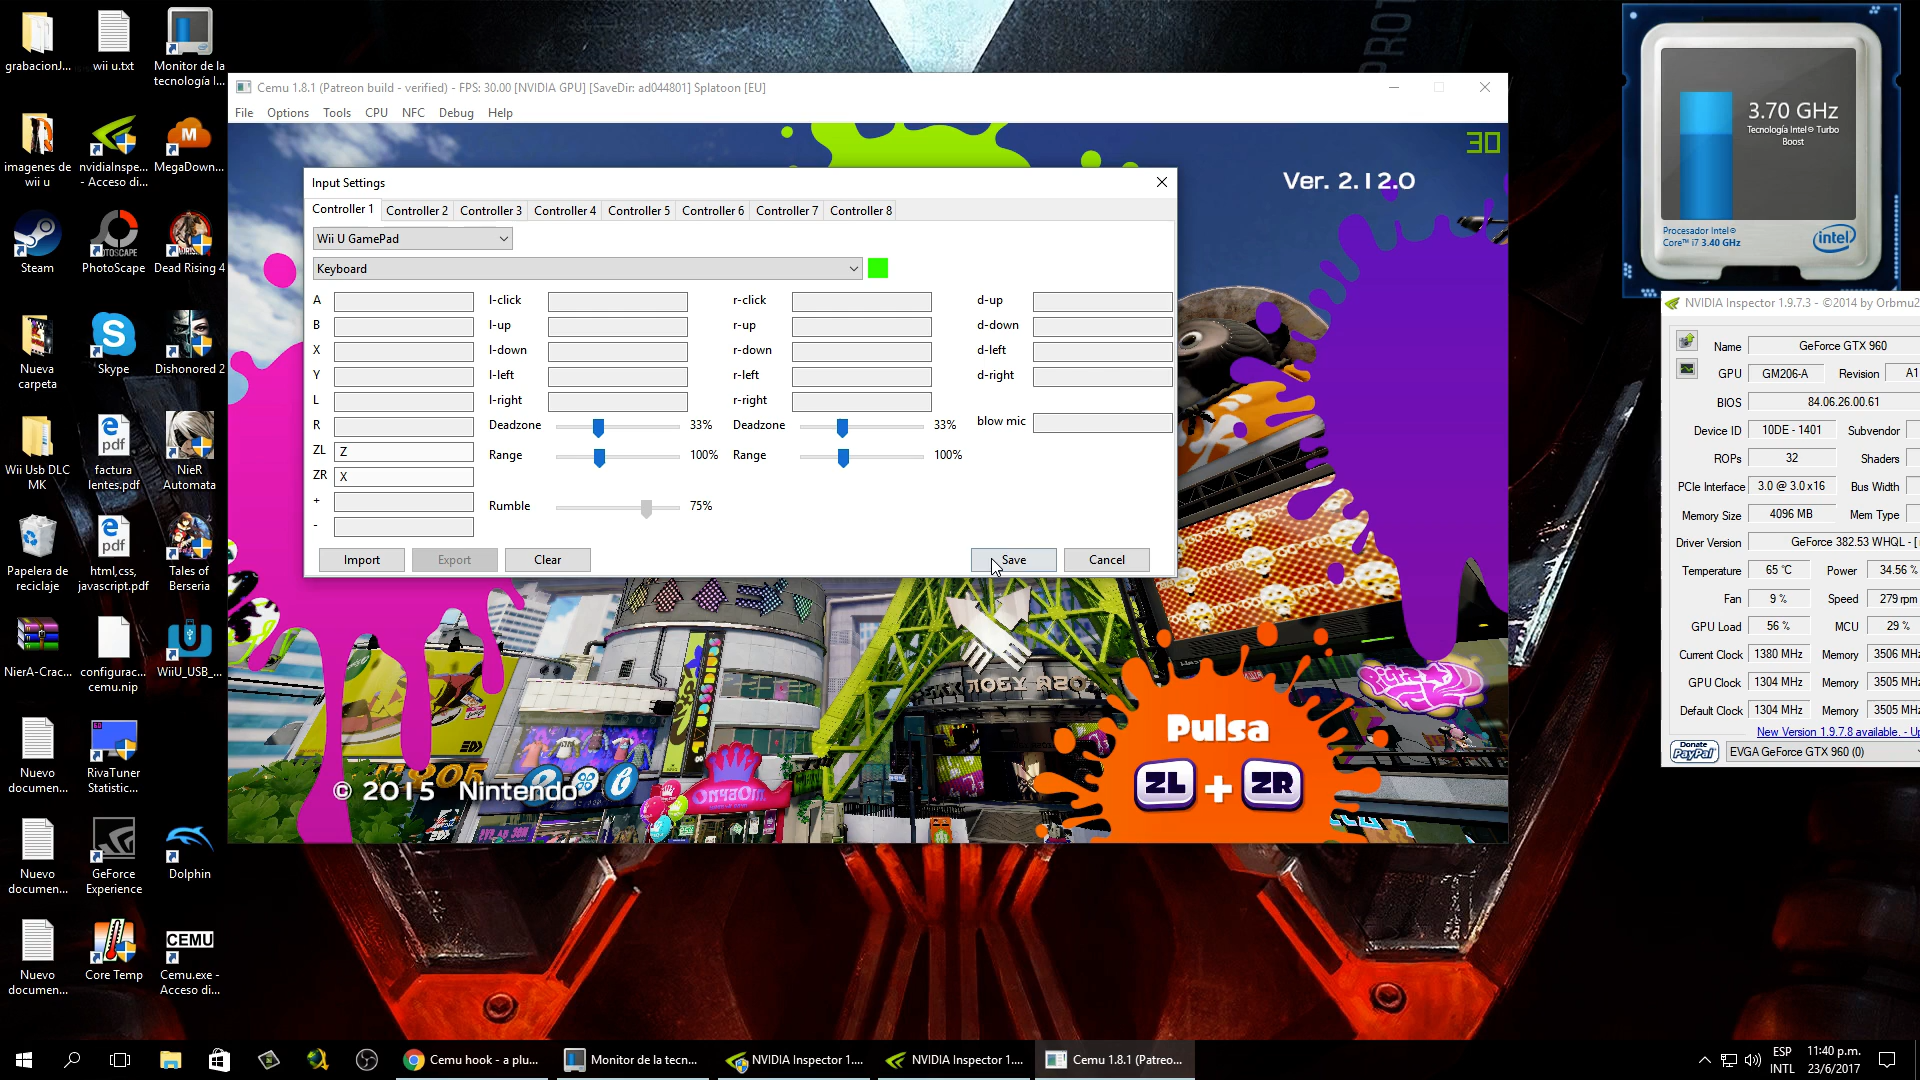 grabacionJ...
wii u.txt
Monitor de la
tecnología I...
imagenes de
wii u
nvidiaInspe...
- Acceso di...
MegaDown...
Steam
PhotoScape
Dead Rising 4
Nueva
carpeta
Skype
Dishonored 2
Wii Usb DLC
MK
factura
lentes.pdf
NieR
Automata
Papelera de
reciclaje
html,css,
javascript.pdf
Tales of
Berseria
NierA-Crac...
configurac...
cemu.nip
WiiU_USB_...
Nuevo
documen...
RivaTuner
Statistic...
Nuevo
documen...
GeForce
Experience
Dolphin
Nuevo
documen...
Core Temp
CEMU
Cemu.exe -
Acceso di...
Cemu 1.8.1 (Patreon build - verified) - FPS: 30.00 [NVIDIA GPU] [SaveDir: ad044801] Splatoon [EU]
File Options Tools CPU NFC Debug Help
30
Ver. 2.12.0
Input Settings
Controller 1 Controller 2 Controller 3 Controller 4 Controller 5 Controller 6 Controller 7 Controller 8
Wii U GamePad
Keyboard
A l-click r-click d-up
B l-up r-up d-down
X l-down r-down d-left
Y l-left r-left d-right
L l-right r-right
R Deadzone 33% Deadzone 33% blow mic
ZL Z Range 100% Range 100%
ZR X
+ Rumble 75%
-
Import Export Clear Save Cancel
© 2015 Nintendo
Pulsa
ZL + ZR
3.70 GHz
Tecnología Intel® Turbo
Boost
Procesador Intel®
Core™ i7 3.40 GHz
intel
NVIDIA Inspector 1.9.7.3 - ©2014 by Orbmu2
Name GeForce GTX 960
GPU GM206-A Revision A1
BIOS 84.06.26.00.61
Device ID 10DE - 1401 Subvendor
ROPs 32 Shaders
PCIe Interface 3.0 @ 3.0 x16 Bus Width
Memory Size 4096 MB Mem Type
Driver Version GeForce 382.53 WHQL - [
Temperature 65 °C Power 34.56 %
Fan 9 % Speed 279 rpm
GPU Load 56 % MCU 29 %
Current Clock 1380 MHz Memory 3506 MHz
GPU Clock 1304 MHz Memory 3505 MHz
Default Clock 1304 MHz Memory 3505 MHz
New Version 1.9.7.8 available. - Up
Donate
PayPal
EVGA GeForce GTX 960 (0)
Cemu hook - a plu...
Monitor de la tecn...
NVIDIA Inspector 1....
NVIDIA Inspector 1....
Cemu 1.8.1 (Patreo...
ESP
INTL
11:40 p.m.
23/6/2017